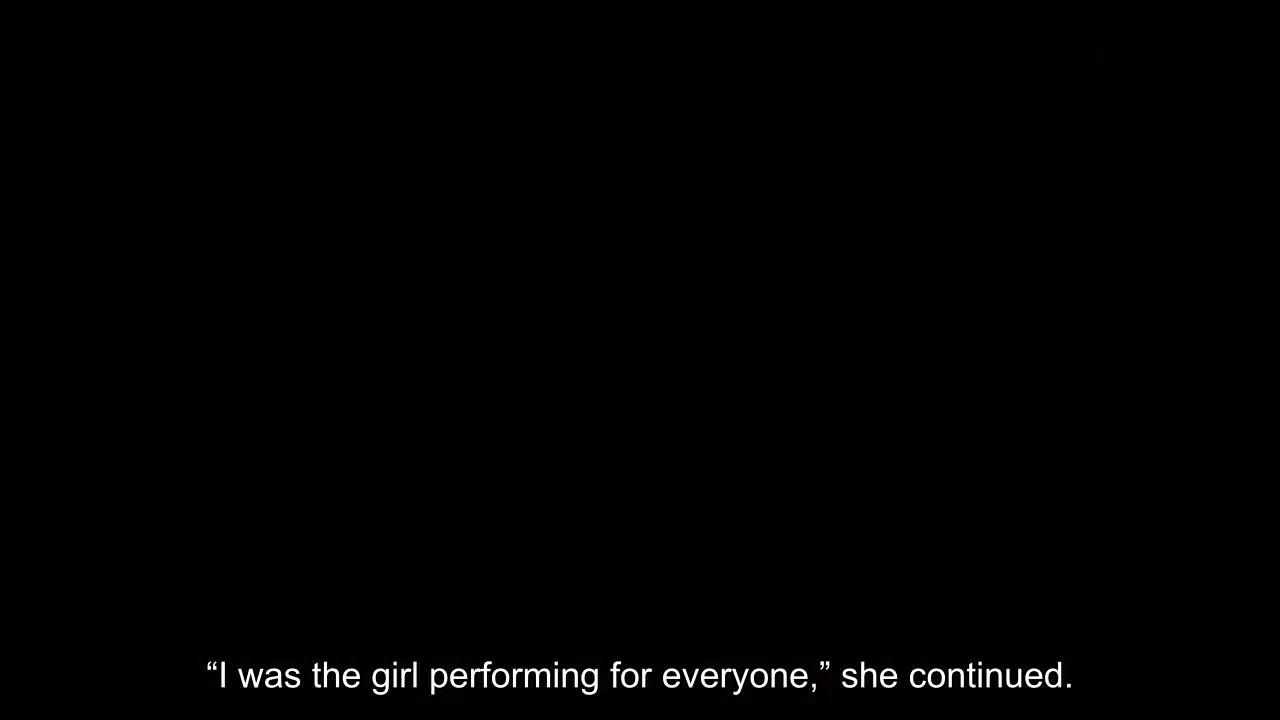 “I was the girl performing for everyone,” she continued.